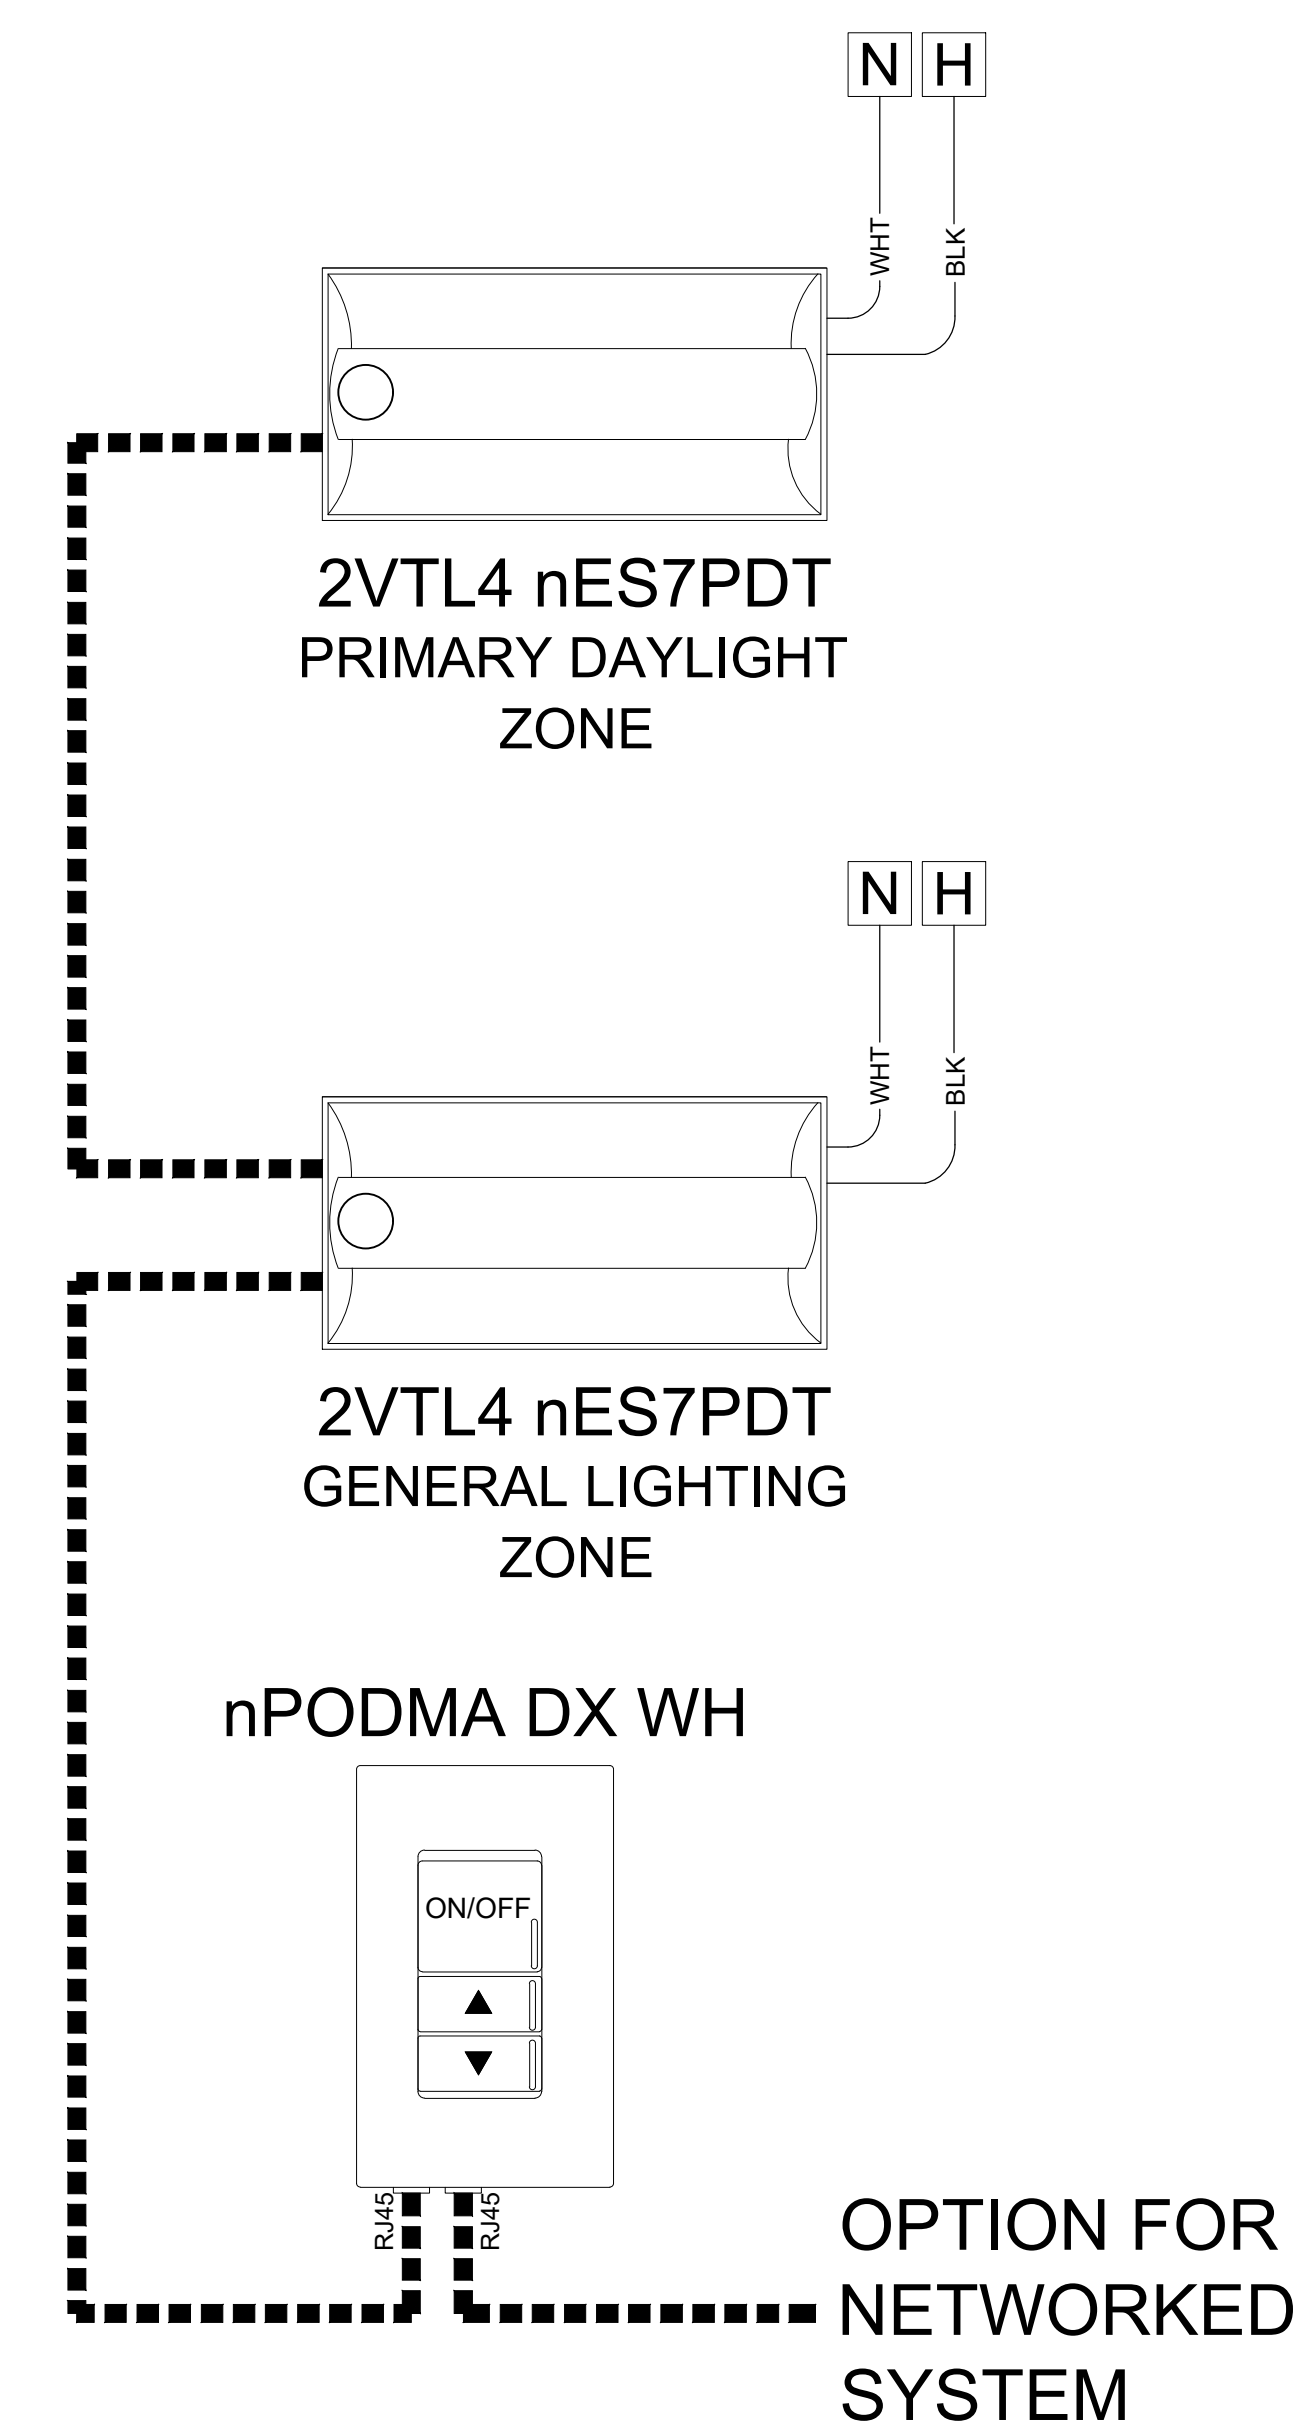 N H
WHT
BLK
2VTL4 nES7PDT
PRIMARY DAYLIGHT
ZONE
N H
WHT
BLK
2VTL4 nES7PDT
GENERAL LIGHTING
ZONE
nPODMA DX WH
ON/OFF
RJ45
RJ45
OPTION FOR
NETWORKED
SYSTEM